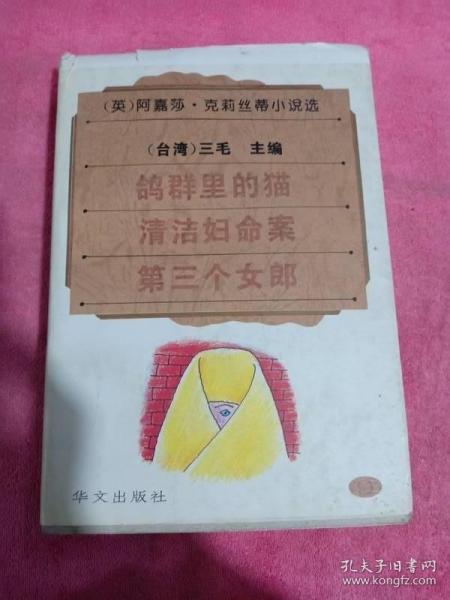 (英)阿嘉莎·克莉丝蒂小说选
(台湾)三毛 主编
鸽群里的猫
清洁妇命案
第三个女郎
华文出版社
孔夫子旧书网
www.kongfz.com